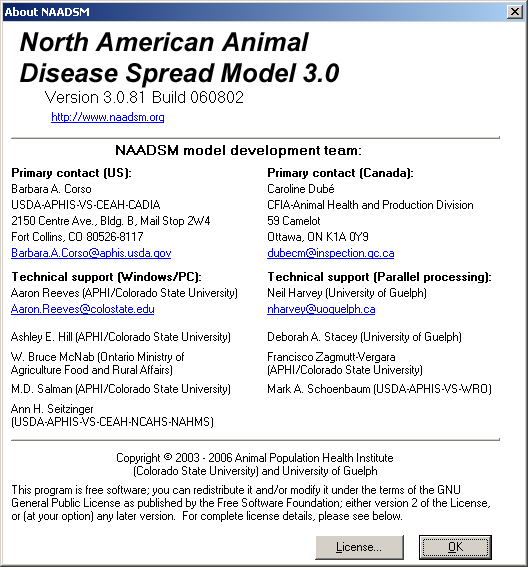 About NAADSM
North American Animal
Disease Spread Model 3.0
Version 3.0.81 Build 060802
http://www.naadsm.org
NAADSM model development team:
Primary contact (US):
Barbara A. Corso
USDA-APHIS-VS-CEAH-CADIA
2150 Centre Ave., Bldg. B, Mail Stop 2W4
Fort Collins, CO 80526-8117
Barbara.A.Corso@aphis.usda.gov
Primary contact (Canada):
Caroline Dubé
CFIA-Animal Health and Production Division
59 Camelot
Ottawa, ON K1A 0Y9
dubecm@inspection.gc.ca
Technical support (Windows/PC):
Aaron Reeves (APHI/Colorado State University)
Aaron.Reeves@colostate.edu
Technical support (Parallel processing):
Neil Harvey (University of Guelph)
nharvey@uoguelph.ca
Ashley E. Hill (APHI/Colorado State University)
Deborah A. Stacey (University of Guelph)
W. Bruce McNab (Ontario Ministry of
Agriculture Food and Rural Affairs)
Francisco Zagmutt-Vergara
(APHI/Colorado State University)
M.D. Salman (APHI/Colorado State University)
Mark A. Schoenbaum (USDA-APHIS-VS-WRO)
Ann H. Seitzinger
(USDA-APHIS-VS-CEAH-NCAHS-NAHMS)
Copyright © 2003 - 2006 Animal Population Health Institute
(Colorado State University) and University of Guelph
This program is free software; you can redistribute it and/or modify it under the terms of the GNU
General Public License as published by the Free Software Foundation; either version 2 of the License,
or (at your option) any later version.  For complete license details, please see below.
License...
OK